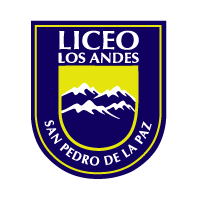 LICEO
LOS ANDES
SAN PEDRO DE LA PAZ